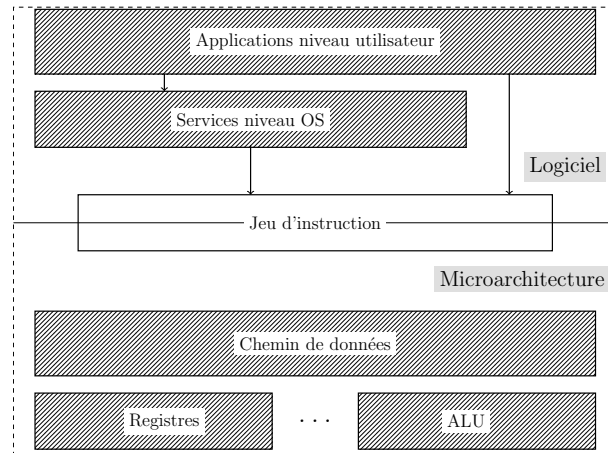 Applications niveau utilisateur
Services niveau OS
Logiciel
Jeu d'instruction
Microarchitecture
Chemin de données
Registres
. . .
ALU